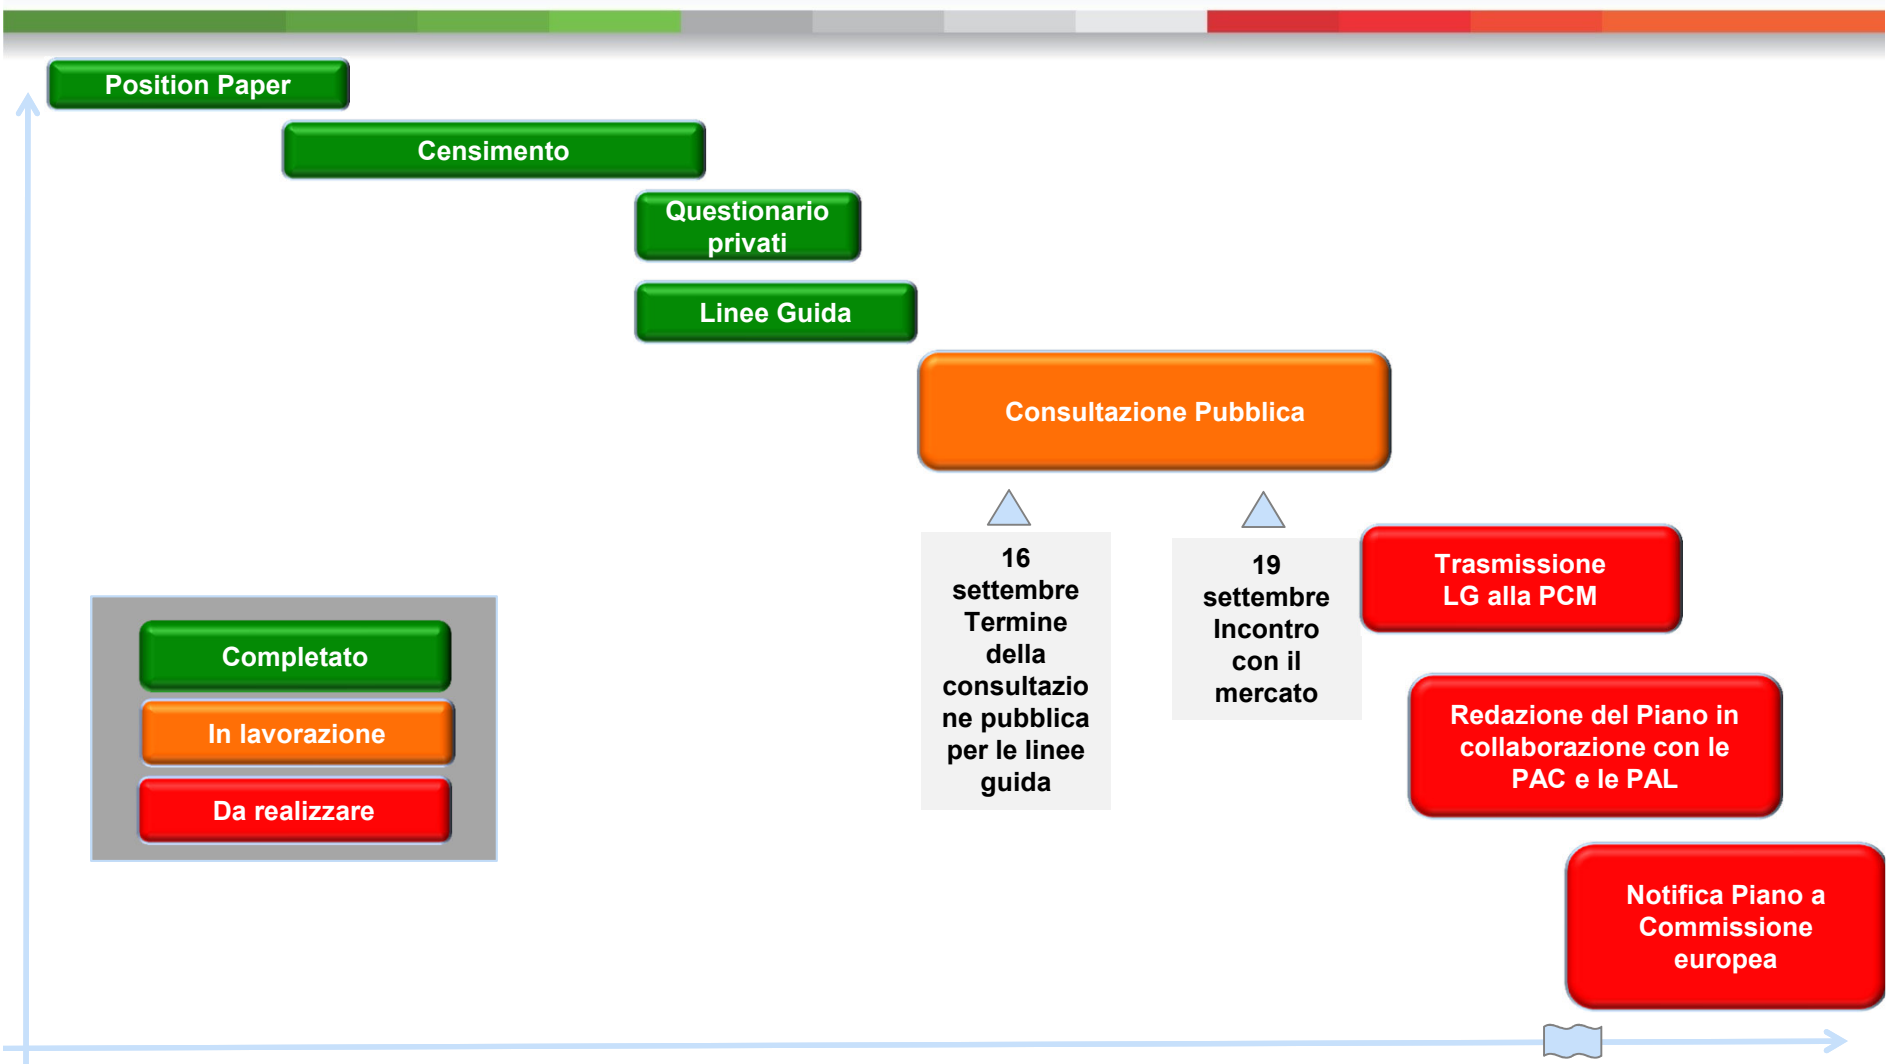 Position Paper
Censimento
Questionario
privati
Linee Guida
Consultazione Pubblica
16
settembre
Termine
della
consultazio
ne pubblica
per le linee
guida
19
settembre
Incontro
con il
mercato
Trasmissione
LG alla PCM
Completato
In lavorazione
Da realizzare
Redazione del Piano in
collaborazione con le
PAC e le PAL
Notifica Piano a
Commissione
europea